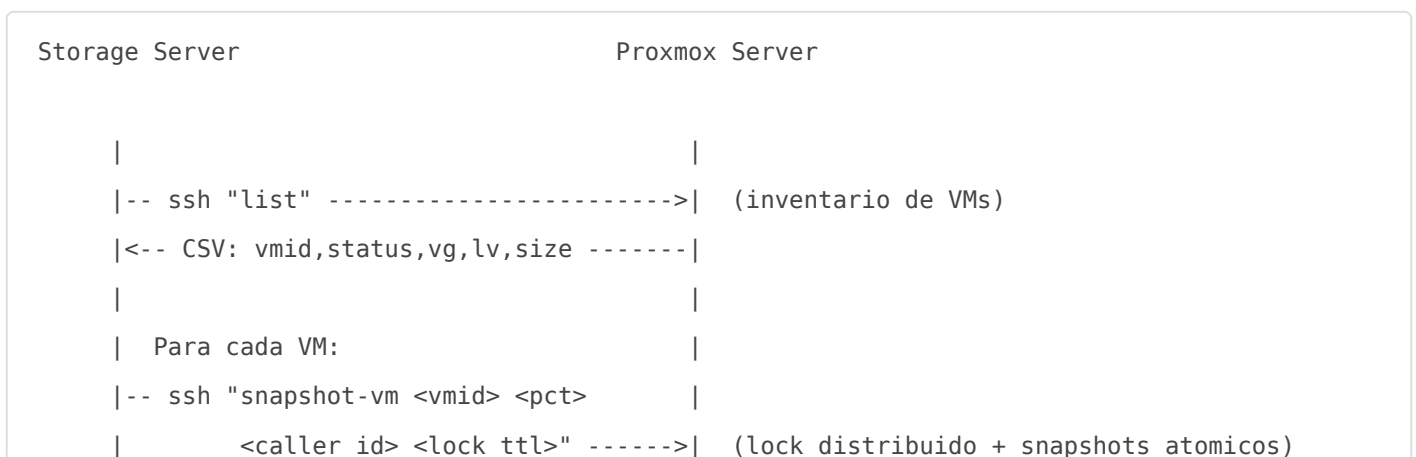 Storage Server                         Proxmox Server
     |                                      |
     |-- ssh "list" ----------------------->|  (inventario de VMs)
     |<-- CSV: vmid,status,vg,lv,size -------|
     |                                      |
     |  Para cada VM:                       |
     |-- ssh "snapshot-vm <vmid> <pct>      |
     |        <caller id> <lock ttl>" ------>|  (lock distribuido + snapshots atomicos)